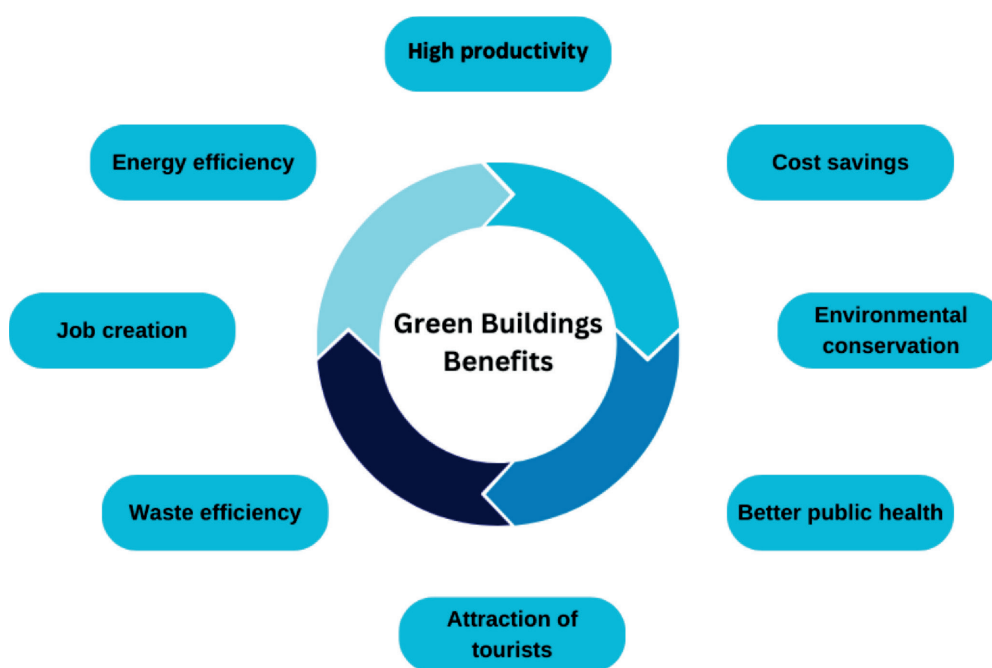 High productivity
Energy efficiency
Cost savings
Job creation
Green Buildings
Benefits
Environmental
conservation
Waste efficiency
Better public health
Attraction of
tourists